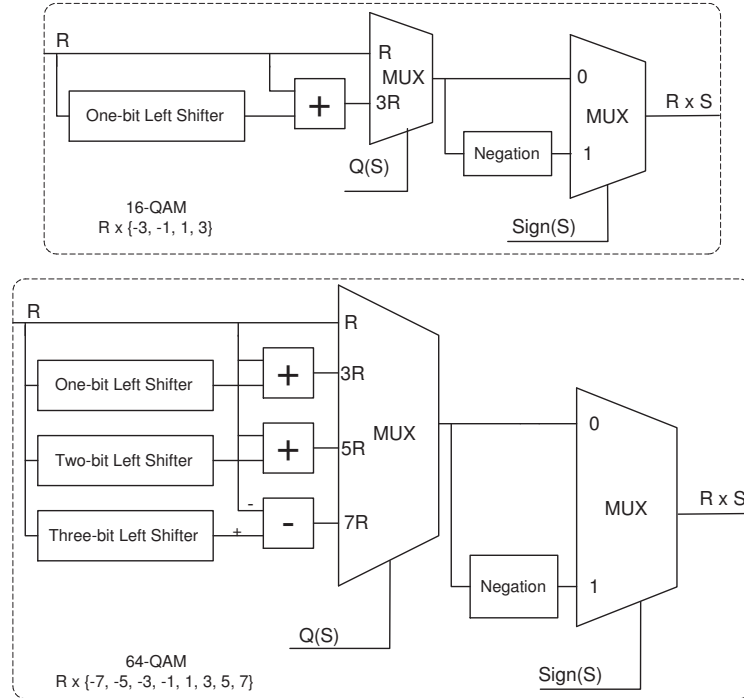 R
R
MUX
3R
One-bit Left Shifter
+
0
MUX
R x S
1
Negation
Q(S)
16-QAM
R x {-3, -1, 1, 3}
Sign(S)
R
R
+
3R
One-bit Left Shifter
MUX
0
+
5R
Two-bit Left Shifter
-
-
7R
+
Three-bit Left Shifter
MUX
R x S
Negation
1
Q(S)
64-QAM
R x {-7, -5, -3, -1, 1, 3, 5, 7}
Sign(S)